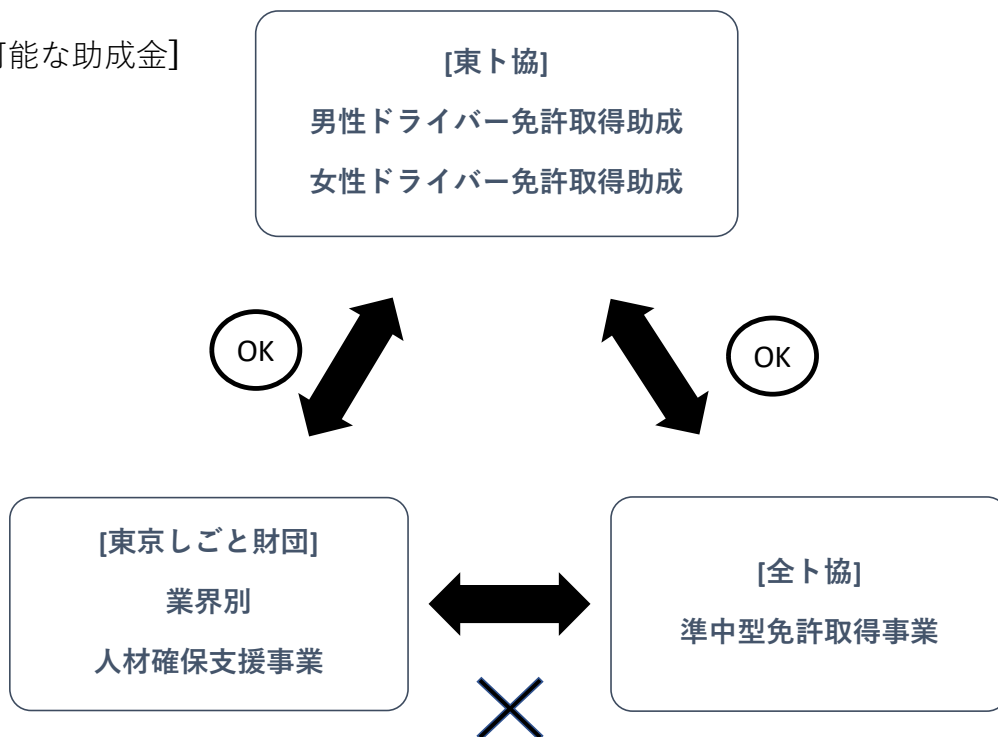 可能な助成金]
[東ト協]
男性ドライバー免許取得助成
女性ドライバー免許取得助成
OK
OK
[東京しごと財団]
業界別
人材確保支援事業
[全ト協]
準中型免許取得事業